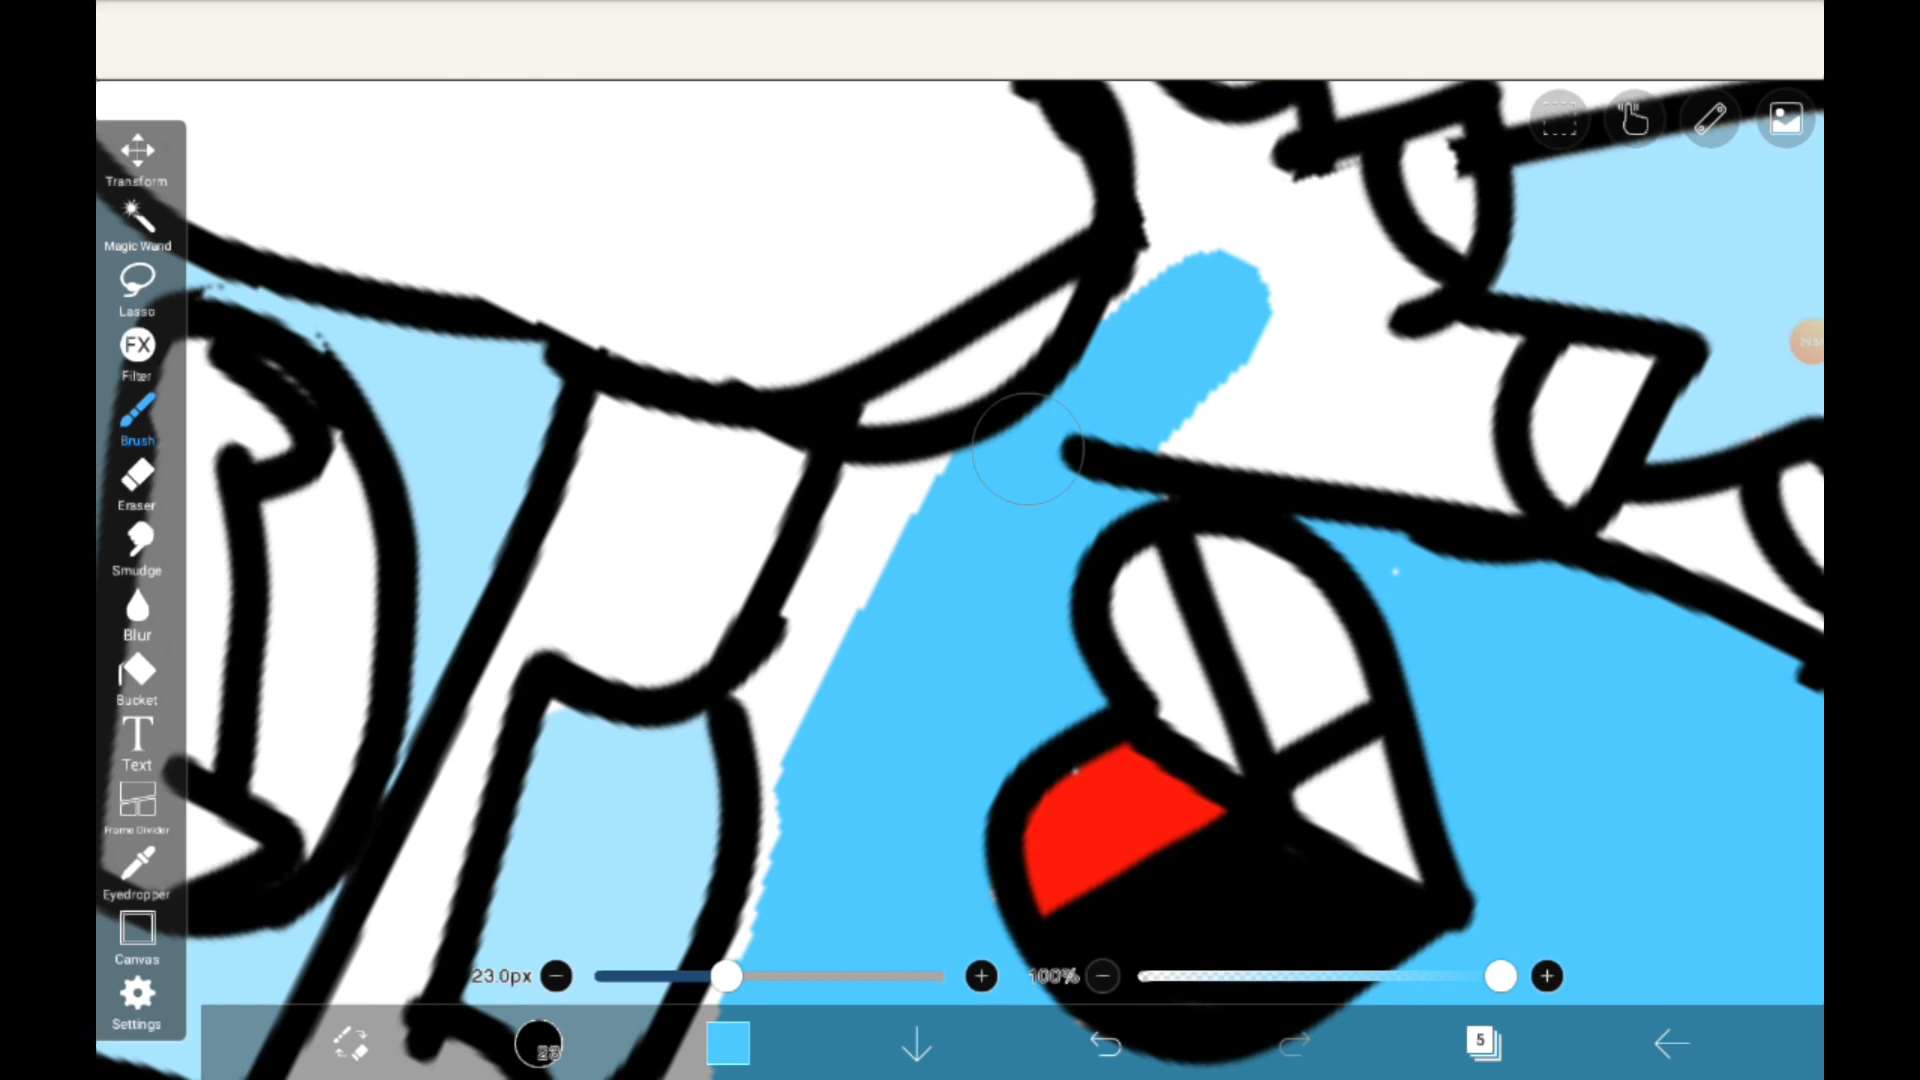 Transform
Magic Wand
Lasso
FX
Filter
Brush
Eraser
Smudge
Blur
Bucket
T
Text
Frame Divider
Eyedropper
Canvas
Settings
23.0px
100%
23
5